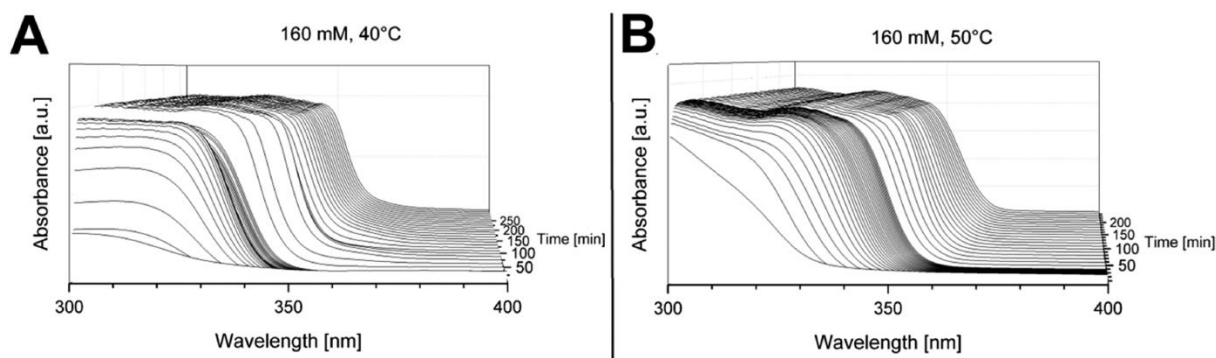 A
160 mM, 40°C
Absorbance [a.u.]
250
200
150
100
50
Time [min]
300
350
400
Wavelength [nm]
B
160 mM, 50°C
Absorbance [a.u.]
200
150
100
50
Time [min]
300
350
400
Wavelength [nm]